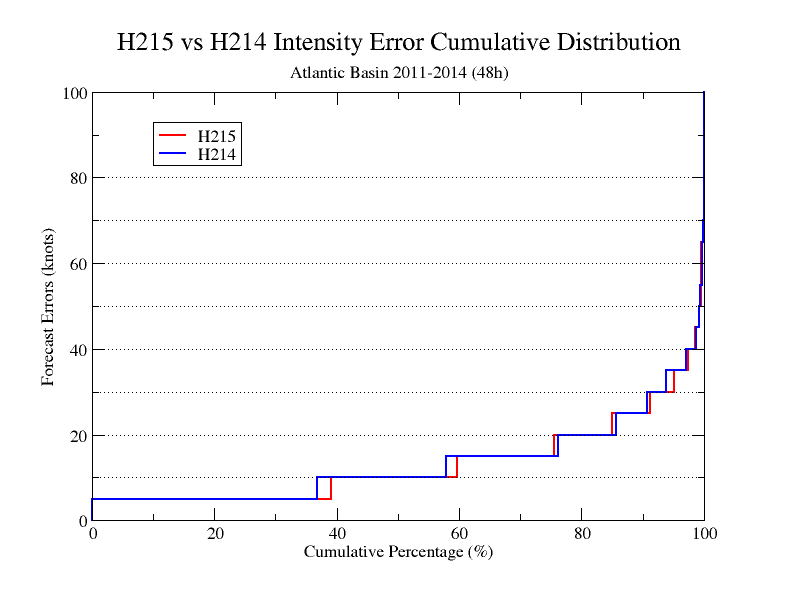 H215 vs H214 Intensity Error Cumulative Distribution
Atlantic Basin 2011-2014 (48h)
100
H215
H214
80
60
40
20
0
Forecast Errors (knots)
0 20 40 60 80 100
Cumulative Percentage (%)